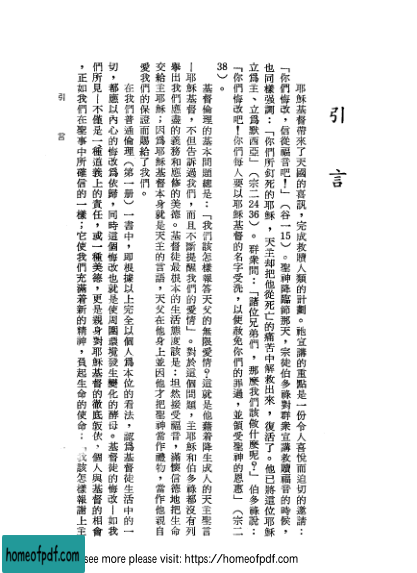 引言
耶穌基督帶來了天國的喜訊，完成救贖人類的計劃。祂宣講的重點是一份令人喜悅而迫切的邀請：
「你們悔改，信從福音吧！」（谷一15）。聖神降臨節那天，宗徒伯多祿對群衆宣講救贖福音的時候，
也同樣強調：「你們所釘死的耶穌，天主却把他從死亡的痛苦中解救出來，復活了。他已將這位耶穌
立爲主、立爲默西亞」（宗二2436）。群衆問：「諸位兄弟們，那麼我們該做什麼呢？」伯多祿說：
「你們悔改吧！你們每人要以耶穌基督的名字受洗，以使赦免你們的罪過，並領受聖神的恩惠」（宗二
38）。
基督倫理的基本問題總是：「我們該怎樣報答天父的無限愛情？這就是他藉着降生成人的天主聖言
—耶穌基督，不但告訴過我們，而且不斷提醒我們的愛情」。對於這個問題，主耶穌和伯多祿都沒有列
舉出我們應盡的義務和應修的美德。基督徒最根本的生活態度該是：坦然接受福音，滿懷信德地把生命
交給主耶穌；因爲耶穌基督本身就是天主的言語，天父在他身上並因他才把聖神當作禮物，當作他親自
愛我們的保證而賜給了我們。
在我們普通倫理（第一册）一書中，即根據以上完全以個人爲本位的看法，認爲基督徒生活中的一
切，都應以內心的悔改爲依歸，同時這個悔改也就是使周圍環境發生變化的酵母。基督徒的悔改—如我
們所見—不僅是一種道義上的責任，或一種美德，更是親身對耶穌基督的徹底皈依、個人與基督的相會
，正如我們在聖事中所確信的一樣；它使我們充滿着新的精神，負起生命的使命：我該怎樣報謝上主
引言
homeofpdf.com
see more please visit: https://homeofpdf.com